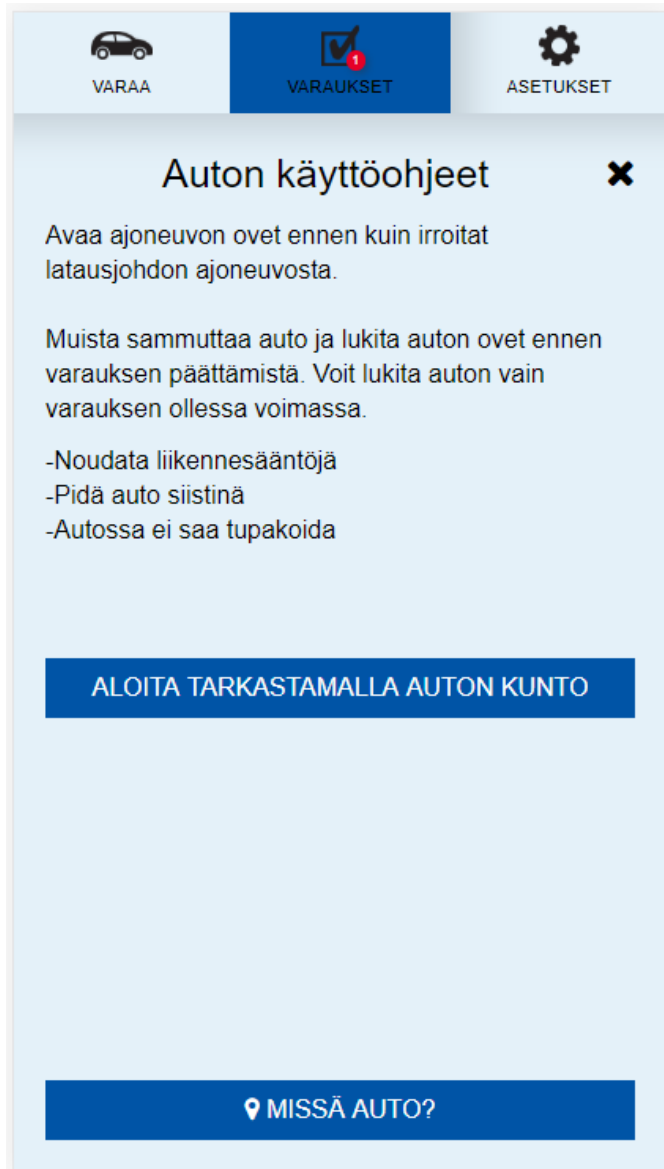 VARAA
1
VARAUKSET
ASETUKSET
Auton käyttöohjeet
Avaa ajoneuvon ovet ennen kuin irroitat
latausjohdon ajoneuvosta.
Muista sammuttaa auto ja lukita auton ovet ennen
varauksen päättämistä. Voit lukita auton vain
varauksen ollessa voimassa.
-Noudata liikennesääntöjä
-Pidä auto siistinä
-Autossa ei saa tupakoida
ALOITA TARKASTAMALLA AUTON KUNTO
MISSÄ AUTO?